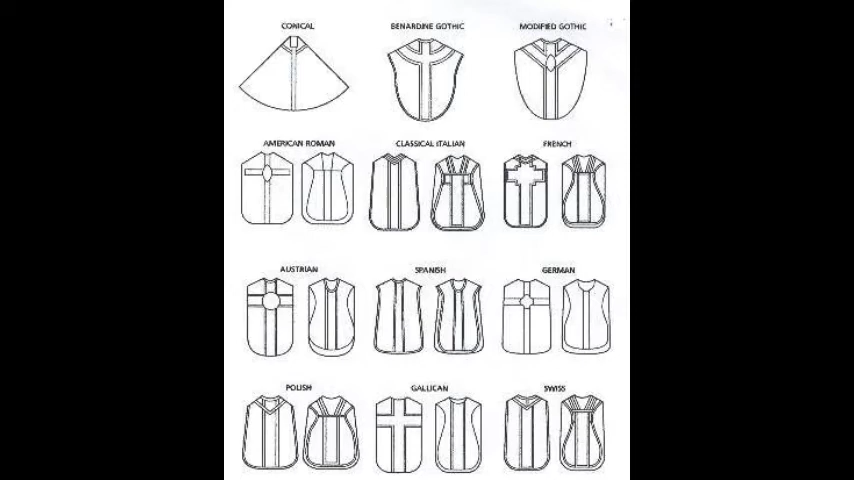 CONICAL
BENARDINE GOTHIC
MODIFIED GOTHIC
AMERICAN ROMAN
CLASSICAL ITALIAN
FRENCH
AUSTRIAN
SPANISH
GERMAN
POLISH
GALLICAN
SWISS